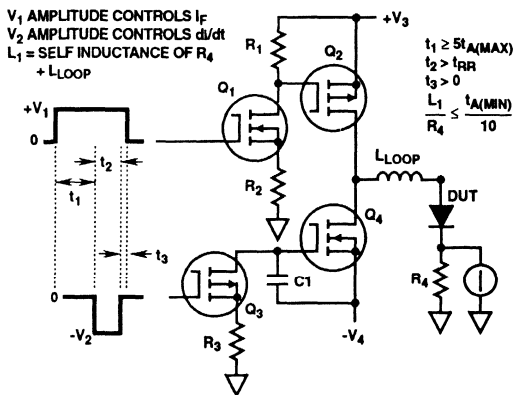 V1 AMPLITUDE CONTROLS IF
V2 AMPLITUDE CONTROLS di/dt
L1 = SELF INDUCTANCE OF R4
+ LLOOP
+V3
t1 ≥ 5tA(MAX)
t2 > tRR
t3 > 0
L1/R4 ≤ tA(MIN)/10
R1
Q2
Q1
+V1
0
t2
t1
t3
R2
LLOOP
DUT
Q4
R4
C1
0
-V2
Q3
R3
-V4